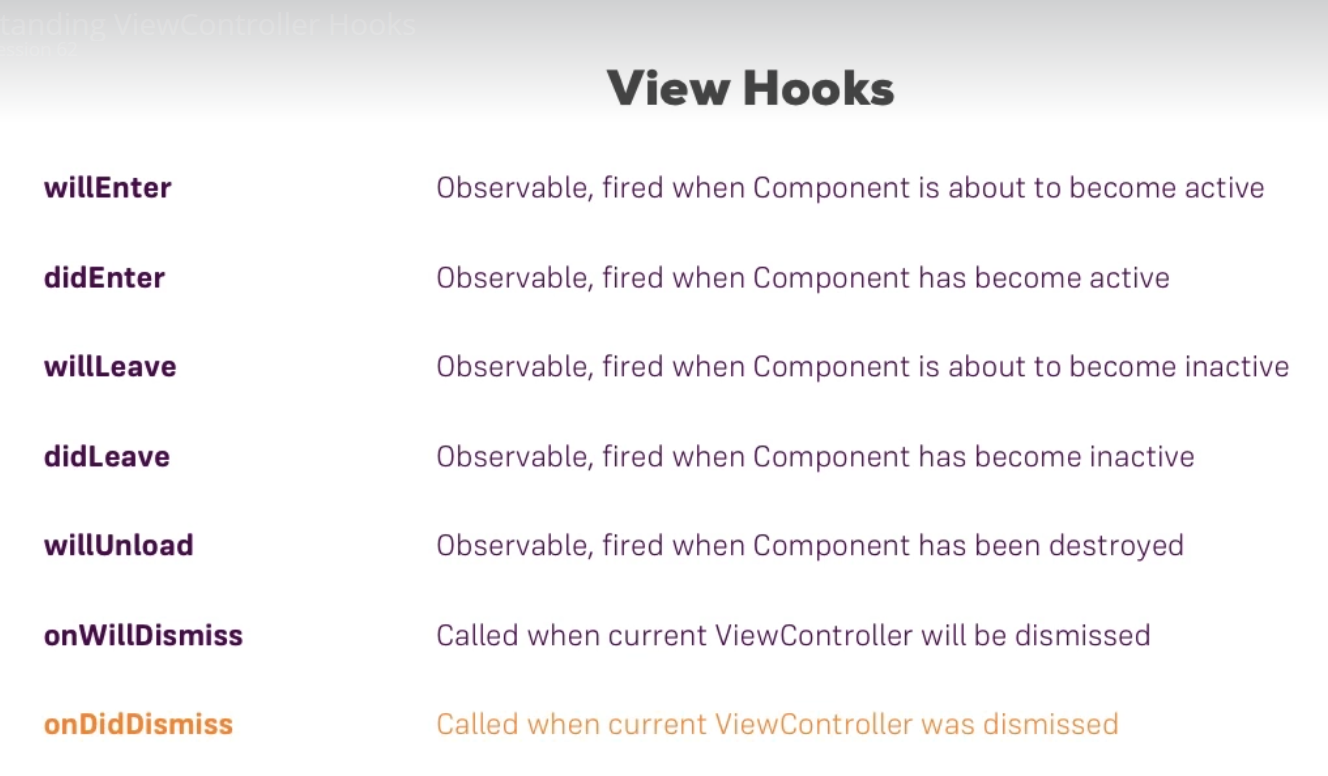 tanding ViewController Hooks
View Hooks
willEnter Observable, fired when Component is about to become active
didEnter Observable, fired when Component has become active
willLeave Observable, fired when Component is about to become inactive
didLeave Observable, fired when Component has become inactive
willUnload Observable, fired when Component has been destroyed
onWillDismiss Called when current ViewController will be dismissed
onDidDismiss Called when current ViewController was dismissed